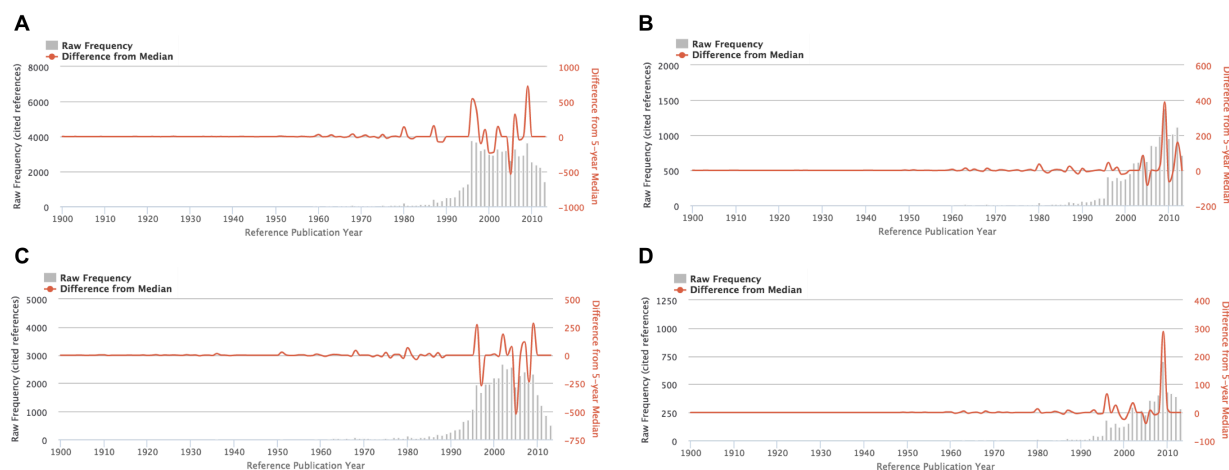 A
Raw Frequency
Difference from Median
Raw Frequency (cited references)
8000
6000
4000
2000
0
1000
500
0
−500
−1000
Difference from 5-year Median
1900 1910 1920 1930 1940 1950 1960 1970 1980 1990 2000 2010
Reference Publication Year
B
Raw Frequency
Difference from Median
Raw Frequency (cited references)
2000
1500
1000
500
0
600
400
200
0
−200
Difference from 5-year Median
1900 1910 1920 1930 1940 1950 1960 1970 1980 1990 2000 2010
Reference Publication Year
C
Raw Frequency
Difference from Median
Raw Frequency (cited references)
5000
4000
3000
2000
1000
0
500
250
0
−250
−500
−750
Difference from 5-year Median
1900 1910 1920 1930 1940 1950 1960 1970 1980 1990 2000 2010
Reference Publication Year
D
Raw Frequency
Difference from Median
Raw Frequency (cited references)
1250
1000
750
500
250
0
400
300
200
100
0
−100
Difference from 5-year Median
1900 1910 1920 1930 1940 1950 1960 1970 1980 1990 2000 2010
Reference Publication Year